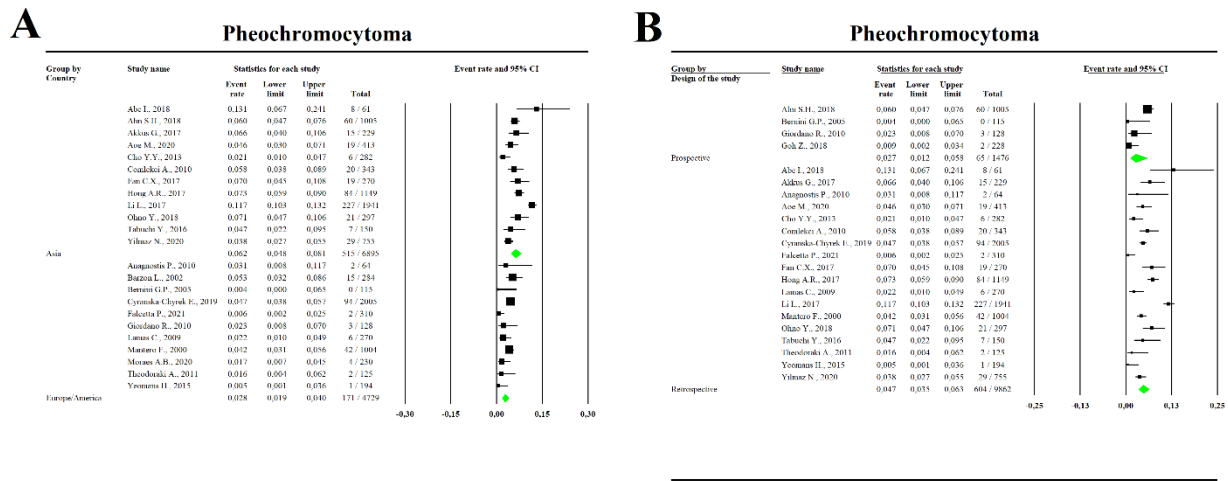 A
Pheochromocytoma
Group by Country Study name Statistics for each study Event rate and 95% CI
Event rate Lower limit Upper limit Total
Abe I., 2018 0,131 0,067 0,241 8 / 61
Ahn S.H., 2018 0,060 0,047 0,076 60 / 1005
Akkus G., 2017 0,066 0,040 0,106 15 / 229
Aoe M., 2020 0,046 0,030 0,071 19 / 413
Cho Y.Y., 2013 0,021 0,010 0,047 6 / 282
Comlekci A., 2010 0,058 0,038 0,089 20 / 343
Fan C.X., 2017 0,070 0,045 0,108 19 / 270
Hong A.R., 2017 0,073 0,059 0,090 84 / 1149
Li L., 2017 0,117 0,103 0,132 227 / 1941
Ohno Y., 2018 0,071 0,047 0,106 21 / 297
Tabuchi Y., 2016 0,047 0,022 0,095 7 / 150
Yilmaz N., 2020 0,038 0,027 0,055 29 / 755
Asia 0,062 0,048 0,081 515 / 6895
Anagnostis P., 2010 0,031 0,008 0,117 2 / 64
Barzon L., 2002 0,053 0,032 0,086 15 / 284
Bernini G.P., 2005 0,004 0,000 0,065 0 / 115
Cyranska-Chyrek E., 2019 0,047 0,038 0,057 94 / 2005
Falcetta P., 2021 0,006 0,002 0,025 2 / 310
Giordano R., 2010 0,023 0,008 0,070 3 / 128
Lamas C., 2009 0,022 0,010 0,049 6 / 270
Mantero F., 2000 0,042 0,031 0,056 42 / 1004
Moraes A.B., 2020 0,017 0,007 0,045 4 / 230
Theodoraki A., 2011 0,016 0,004 0,062 2 / 125
Yeomans H., 2015 0,005 0,001 0,036 1 / 194
Europe/America 0,028 0,019 0,040 171 / 4729
-0,30 -0,15 0,00 0,15 0,30
B
Pheochromocytoma
Group by Design of the study Study name Statistics for each study Event rate and 95% CI
Event rate Lower limit Upper limit Total
Ahn S.H., 2018 0,060 0,047 0,076 60 / 1005
Bernini G.P., 2005 0,004 0,000 0,065 0 / 115
Giordano R., 2010 0,023 0,008 0,070 3 / 128
Goh Z., 2018 0,009 0,002 0,034 2 / 228
Prospective 0,027 0,012 0,058 65 / 1476
Abe I., 2018 0,131 0,067 0,241 8 / 61
Akkus G., 2017 0,066 0,040 0,106 15 / 229
Anagnostis P., 2010 0,031 0,008 0,117 2 / 64
Aoe M., 2020 0,046 0,030 0,071 19 / 413
Cho Y.Y., 2013 0,021 0,010 0,047 6 / 282
Comlekci A., 2010 0,058 0,038 0,089 20 / 343
Cyranska-Chyrek E., 2019 0,047 0,038 0,057 94 / 2005
Falcetta P., 2021 0,006 0,002 0,025 2 / 310
Fan C.X., 2017 0,070 0,045 0,108 19 / 270
Hong A.R., 2017 0,073 0,059 0,090 84 / 1149
Lamas C., 2009 0,022 0,010 0,049 6 / 270
Li L., 2017 0,117 0,103 0,132 227 / 1941
Mantero F., 2000 0,042 0,031 0,056 42 / 1004
Ohno Y., 2018 0,071 0,047 0,106 21 / 297
Tabuchi Y., 2016 0,047 0,022 0,095 7 / 150
Theodoraki A., 2011 0,016 0,004 0,062 2 / 125
Yeomans H., 2015 0,005 0,001 0,036 1 / 194
Yilmaz N., 2020 0,038 0,027 0,055 29 / 755
Retrospective 0,047 0,035 0,063 604 / 9862
-0,25 -0,13 0,00 0,13 0,25